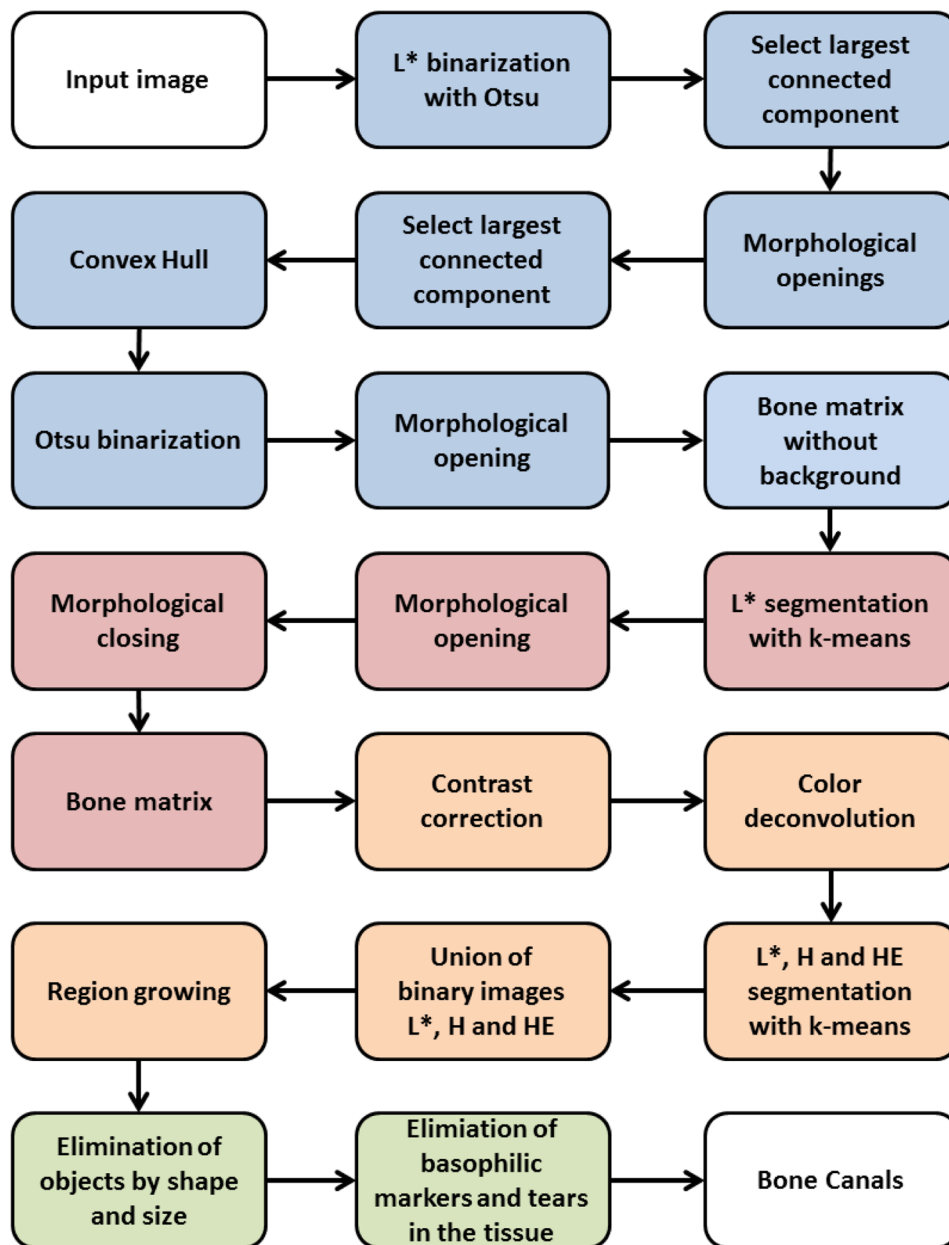 Input image
L* binarization
with Otsu
Select largest
connected
component
Convex Hull
Select largest
connected
component
Morphological
openings
Otsu binarization
Morphological
opening
Bone matrix
without
background
Morphological
closing
Morphological
opening
L* segmentation
with k-means
Bone matrix
Contrast
correction
Color
deconvolution
Region growing
Union of
binary images
L*, H and HE
L*, H and HE
segmentation
with k-means
Elimination of
objects by shape
and size
Elimiation of
basophilic
markers and tears
in the tissue
Bone Canals